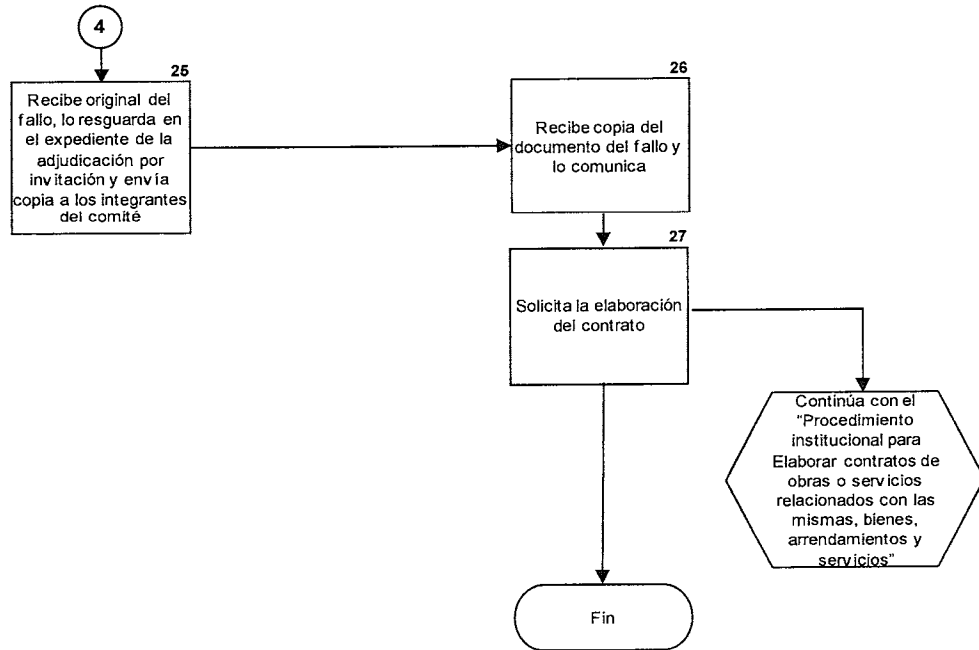 4
25
Recibe original del
fallo, lo resguarda en
el expediente de la
adjudicación por
invitación y envía
copia a los integrantes
del comité
26
Recibe copia del
documento del fallo y
lo comunica
27
Solicita la elaboración
del contrato
Continúa con el
"Procedimiento
institucional para
Elaborar contratos de
obras o servicios
relacionados con las
mismas, bienes,
arrendamientos y
servicios"
Fin